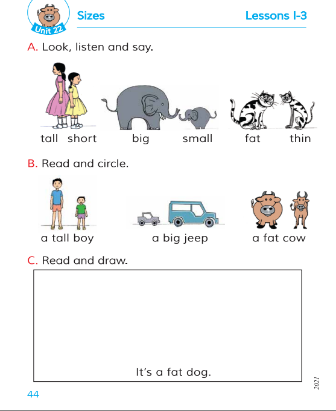 Sizes Lessons 1-3
Unit 22
A. Look, listen and say.
tall short big small fat thin
B. Read and circle.
a tall boy a big jeep a fat cow
C. Read and draw.
It's a fat dog.
44
2021